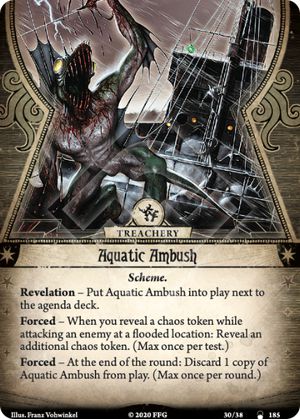 TREACHERY
Aquatic Ambush
Scheme.
Revelation – Put Aquatic Ambush into play next to
the agenda deck.
Forced – When you reveal a chaos token while
attacking an enemy at a flooded location: Reveal an
additional chaos token. (Max once per test.)
Forced – At the end of the round: Discard 1 copy of
Aquatic Ambush from play. (Max once per round.)
Illus. Franz Vohwinkel © 2020 FFG 30/38 185